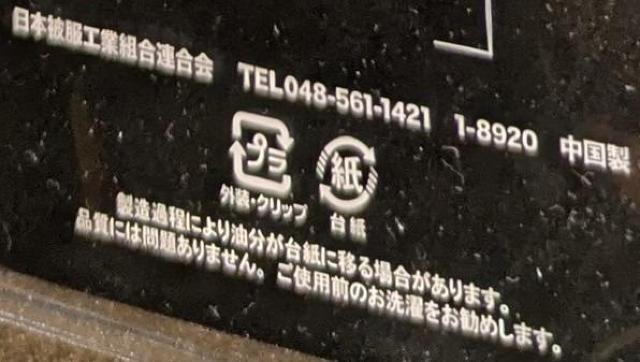 日本被服工業組合連合会 TEL048-561-1421 1-8920 中国製
プラ 紙
外装・クリップ 台紙
製造過程により油分が台紙に移る場合があります。
品質には問題ありません。ご使用前のお洗濯をお勧めします。